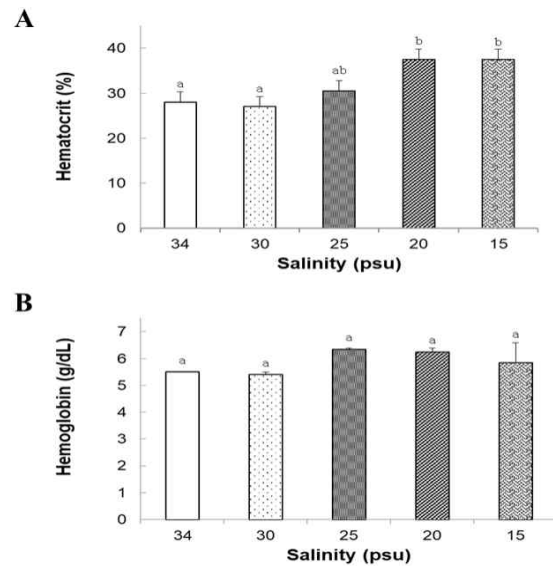 A
Hematocrit (%)
40
30
20
10
0
a a ab b b
34 30 25 20 15
Salinity (psu)
B
Hemoglobin (g/dL)
7
6
5
4
3
2
1
0
a a a a a
34 30 25 20 15
Salinity (psu)